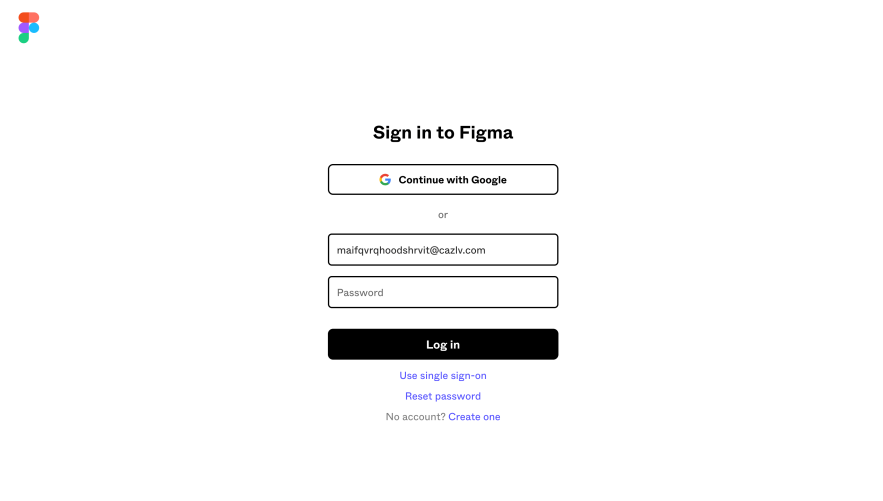 Sign in to Figma
Continue with Google
or
maifqvrqhoodshrvit@cazlv.com
Password
Log in
Use single sign-on
Reset password
No account? Create one